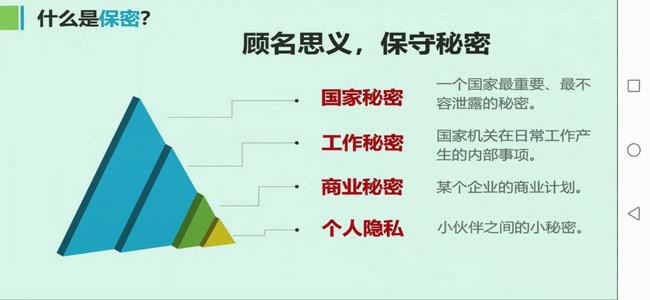 什么是保密?
顾名思义，保守秘密
国家秘密
一个国家最重要、最不
容泄露的秘密。
工作秘密
国家机关在日常工作产
生的内部事项。
商业秘密
某个企业的商业计划。
个人隐私
小伙伴之间的小秘密。